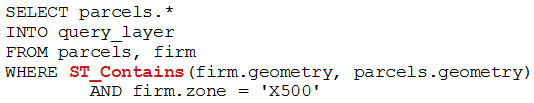 SELECT parcels.*
INTO query_layer
FROM parcels, firm
WHERE ST_Contains(firm.geometry, parcels.geometry)
AND firm.zone = 'X500'